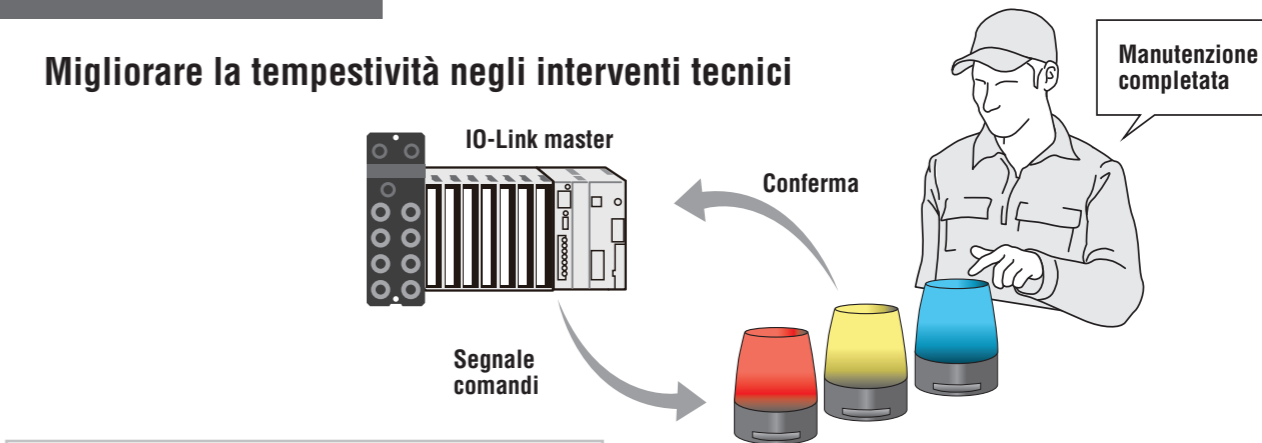 Migliorare la tempestività negli interventi tecnici
Manutenzione
completata
IO-Link master
Conferma
Segnale
comandi